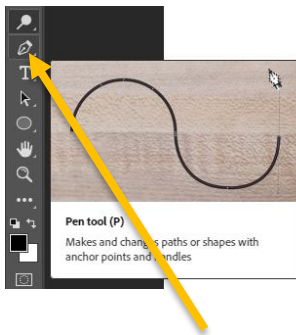 T
Pen tool (P)
Makes and changes paths or shapes with
anchor points and handles